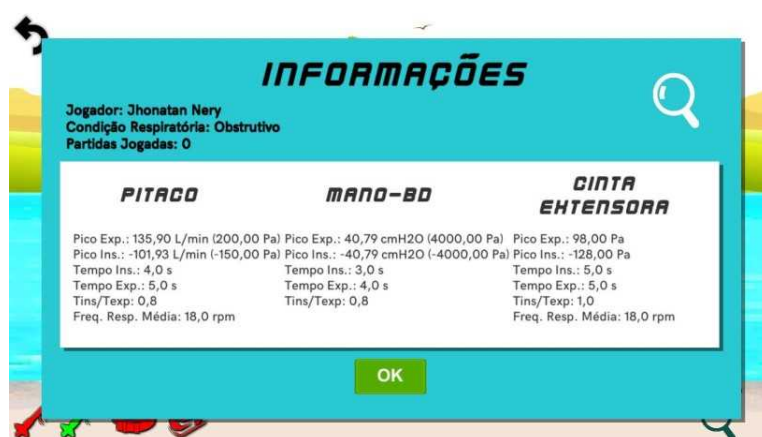 INFORMAÇÕES
Jogador: Jhonatan Nery
Condição Respiratória: Obstrutivo
Partidas Jogadas: 0
PITACO
Pico Exp.: 135,90 L/min (200,00 Pa)
Pico Ins.: -101,93 L/min (-150,00 Pa)
Tempo Ins.: 4,0 s
Tempo Exp.: 5,0 s
Tins/Texp: 0,8
Freq. Resp. Média: 18,0 rpm
MANO-BD
Pico Exp.: 40,79 cmH2O (4000,00 Pa)
Pico Ins.: -40,79 cmH2O (-4000,00 Pa)
Tempo Ins.: 3,0 s
Tempo Exp.: 4,0 s
Tins/Texp: 0,8
CINTA
EXTENSORA
Pico Exp.: 98,00 Pa
Pico Ins.: -128,00 Pa
Tempo Ins.: 5,0 s
Tempo Exp.: 5,0 s
Tins/Texp: 1,0
Freq. Resp. Média: 18,0 rpm
OK